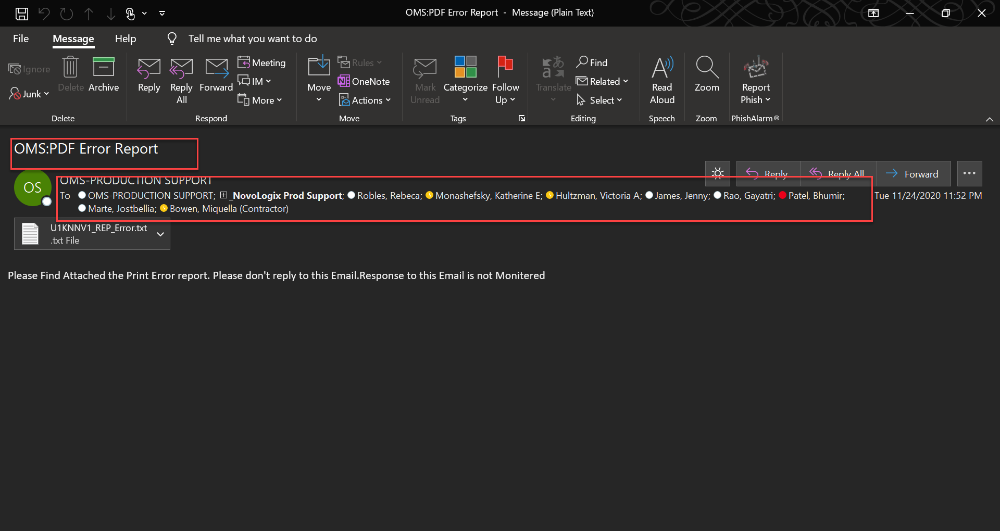 OMS:PDF Error Report - Message (Plain Text)
File Message Help Tell me what you want to do
Ignore
Junk
Delete
Archive
Delete
Reply
Reply All
Forward
Meeting
IM
More
Respond
Move
Rules
OneNote
Actions
Move
Mark Unread
Categorize
Follow Up
Tags
Translate
Find
Related
Select
Editing
Read Aloud
Speech
Zoom
Zoom
Report Phish
PhishAlarm®
OMS:PDF Error Report
OS
OMS-PRODUCTION SUPPORT
Reply
Reply All
Forward
To OMS-PRODUCTION SUPPORT; _NovoLogix Prod Support; Robles, Rebeca; Monashefsky, Katherine E; Hultzman, Victoria A; James, Jenny; Rao, Gayatri; Patel, Bhumir;
Marte, Jostbellia; Bowen, Miquella (Contractor)
Tue 11/24/2020 11:52 PM
U1KNNV1_REP_Error.txt
.txt File
Please Find Attached the Print Error report. Please don't reply to this Email.Response to this Email is not Monitered